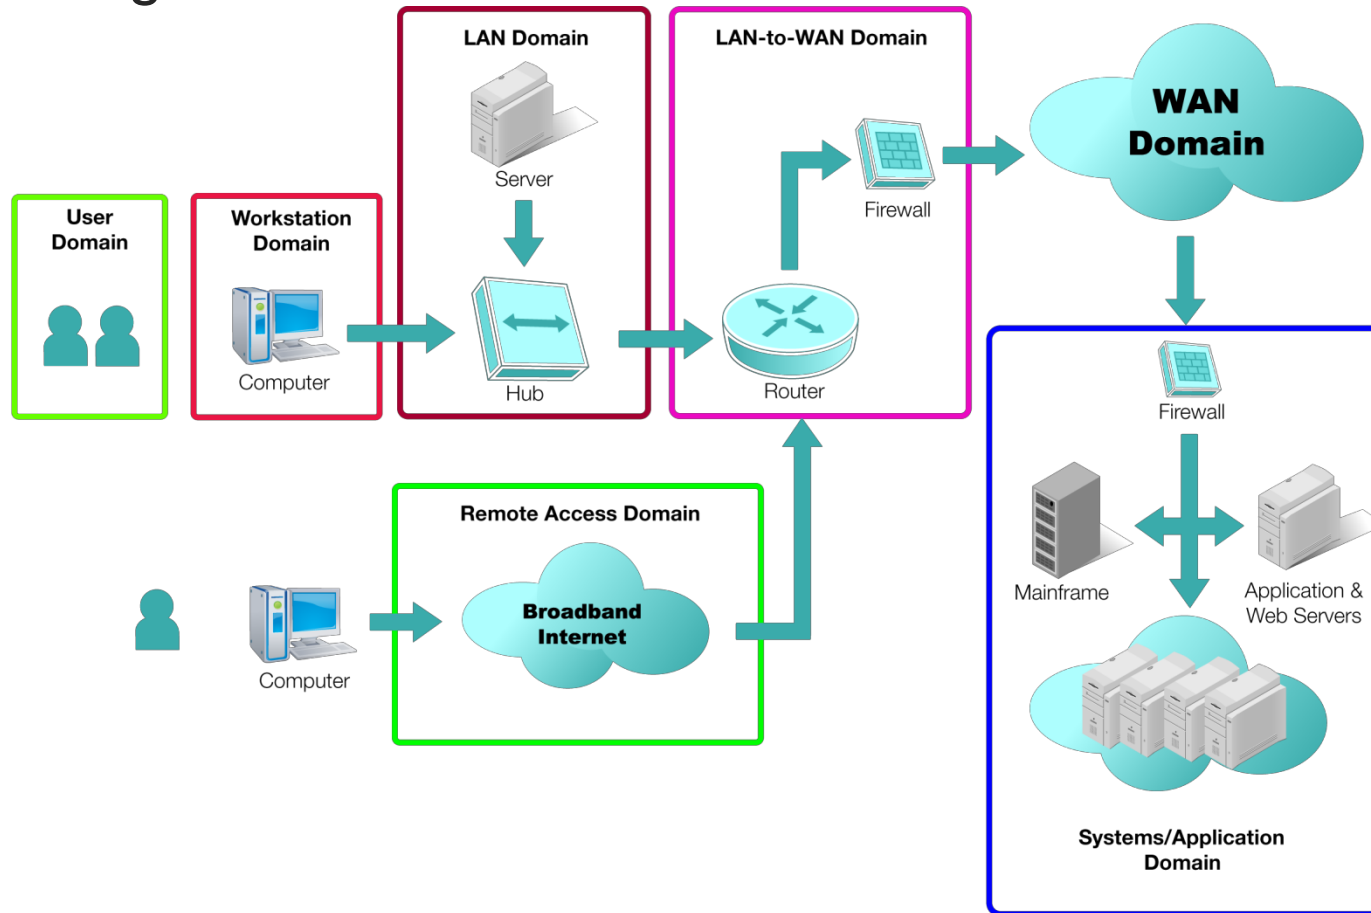 LAN Domain
Server
Hub
LAN-to-WAN Domain
Firewall
Router
WAN
Domain
User
Domain
Workstation
Domain
Computer
Remote Access Domain
Broadband
Internet
Computer
Firewall
Mainframe
Application &
Web Servers
Systems/Application
Domain